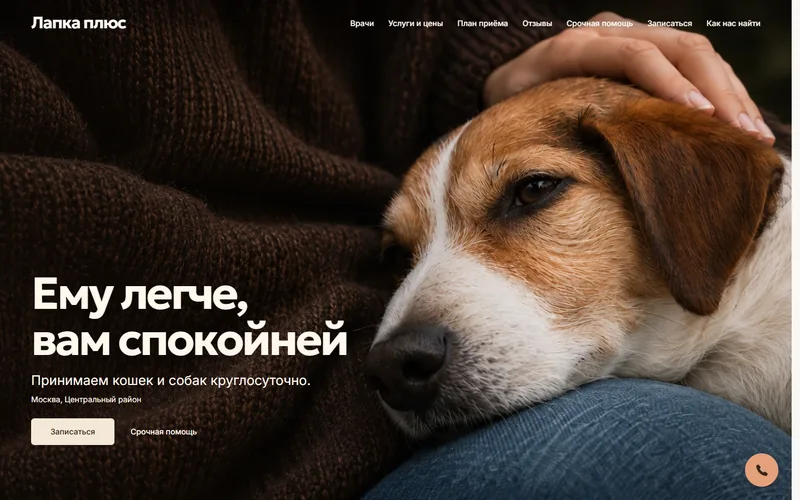 Лапка плюс
Врачи Услуги и цены План приёма Отзывы Срочная помощь Записаться Как нас найти
Ему легче,
вам спокойней
Принимаем кошек и собак круглосуточно.
Москва, Центральный район
Записаться Срочная помощь